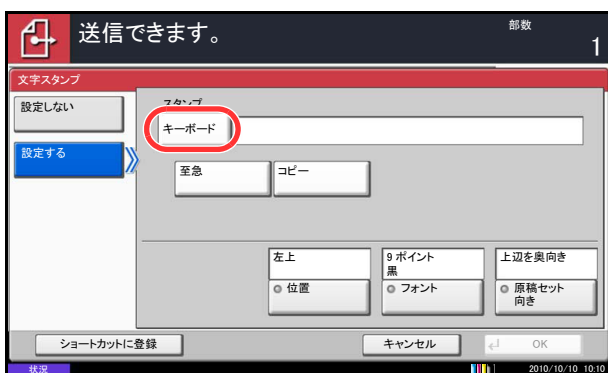 送信できます。
部数
1
文字スタンプ
設定しない
スタンプ
キーボード
設定する
至急
コピー
左上
9 ポイント
黒
上辺を奥向き
位置
フォント
原稿セット
向き
ショートカットに登録
キャンセル
OK
状況
2010/10/10 10:10